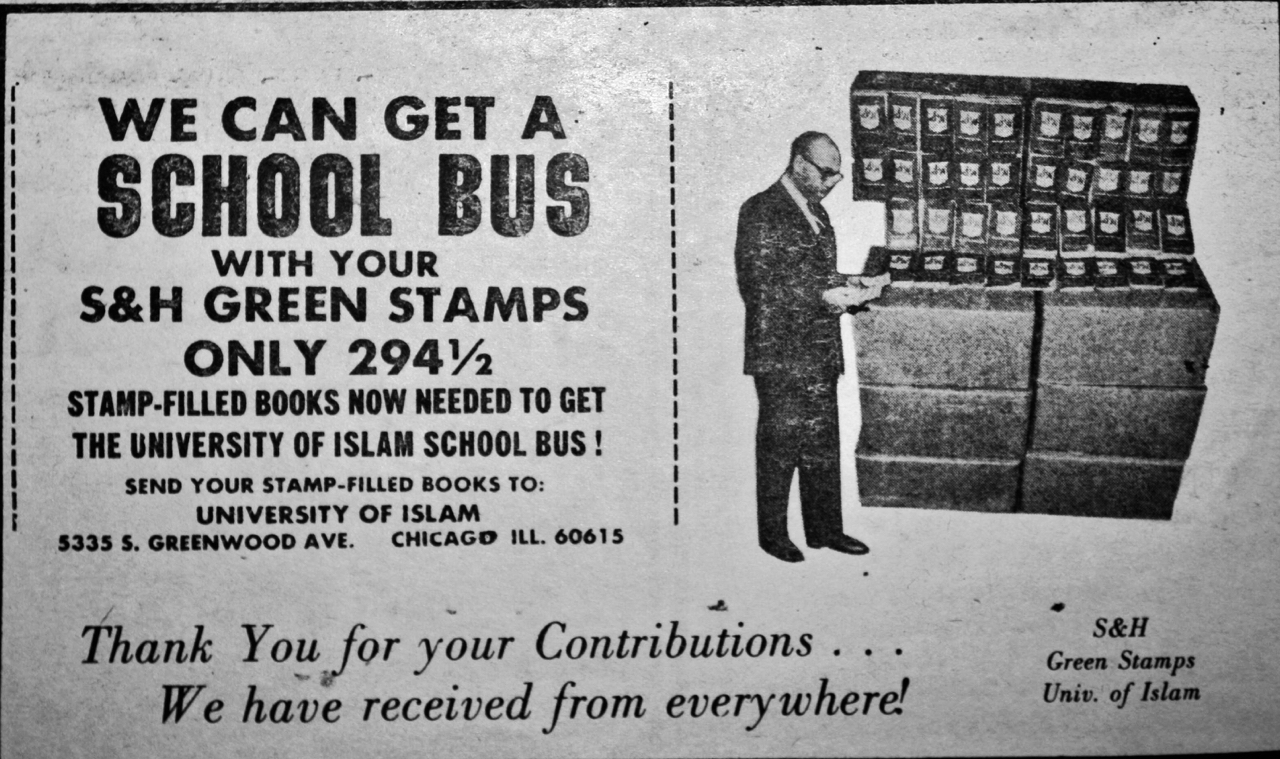 WE CAN GET A
SCHOOL BUS
WITH YOUR
S&H GREEN STAMPS
ONLY 294½
STAMP-FILLED BOOKS NOW NEEDED TO GET
THE UNIVERSITY OF ISLAM SCHOOL BUS!
SEND YOUR STAMP-FILLED BOOKS TO:
UNIVERSITY OF ISLAM
5335 S. GREENWOOD AVE. CHICAGO ILL. 60615
Thank You for your Contributions . . .
We have received from everywhere!
S&H
Green Stamps
Univ. of Islam